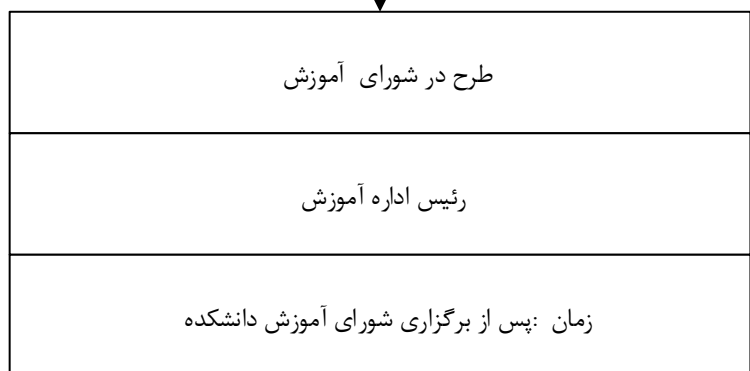 طرح در شورای آموزش
رئیس اداره آموزش
زمان :پس از برگزاری شورای آموزش دانشکده